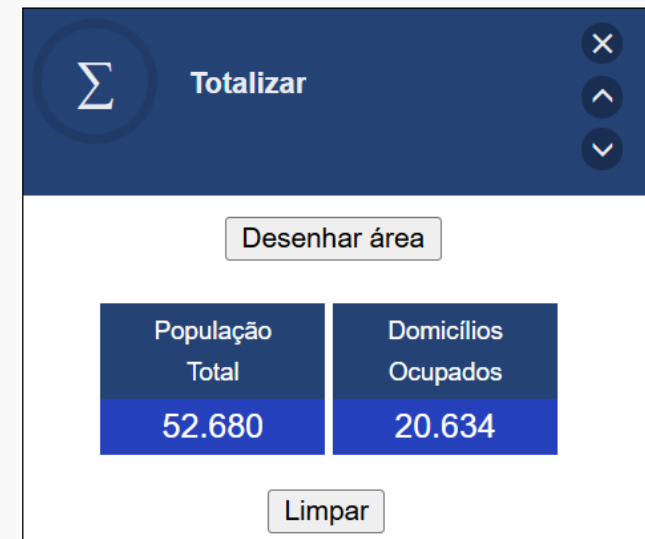 ∑ Totalizar
Desenhar área
População Total
52.680
Domicílios Ocupados
20.634
Limpar